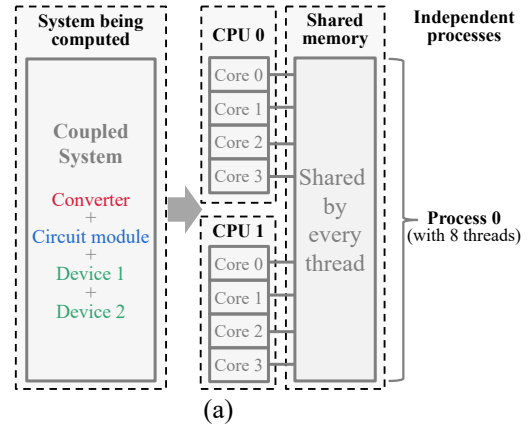 System being
computed
Coupled
System
Converter
+
Circuit module
+
Device 1
+
Device 2
CPU 0
Core 0
Core 1
Core 2
Core 3
CPU 1
Core 0
Core 1
Core 2
Core 3
Shared
memory
Shared
by
every
thread
Independent
processes
Process 0
(with 8 threads)
(a)